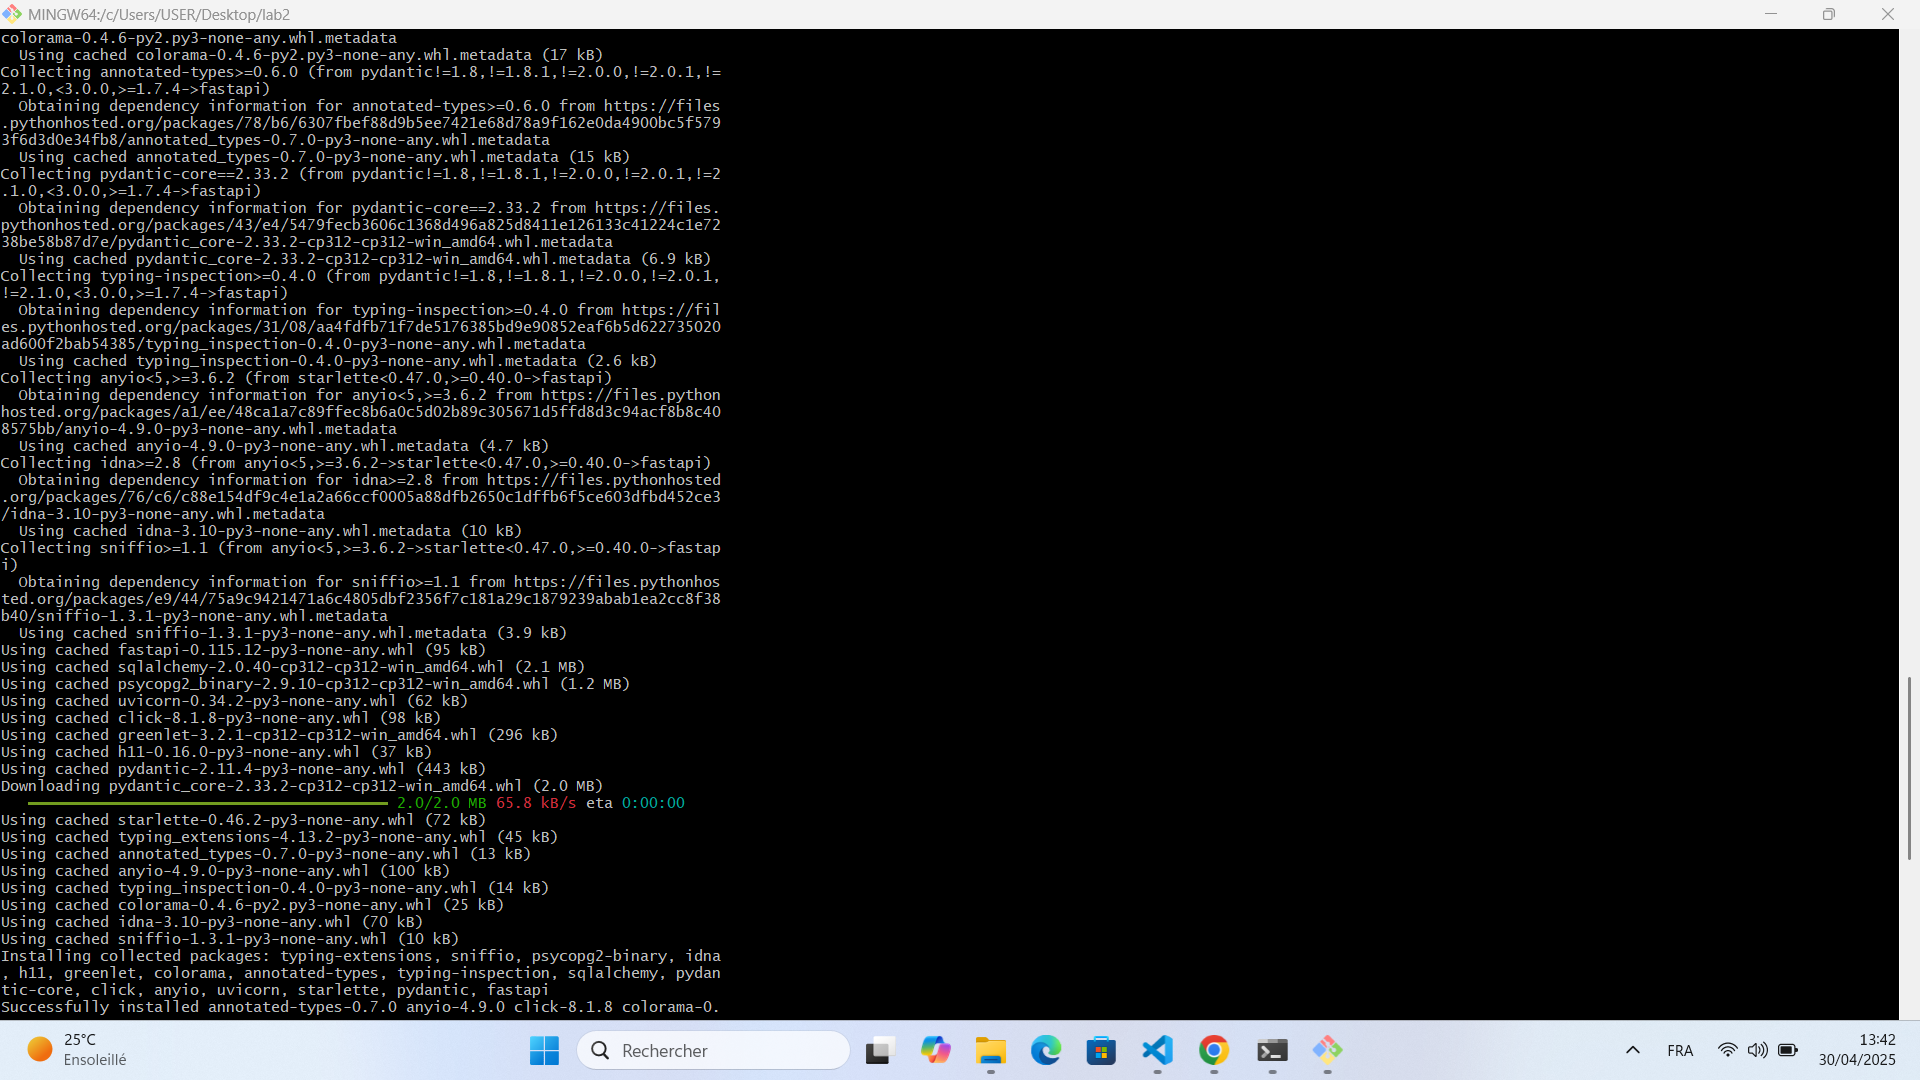 MINGW64:/c/Users/USER/Desktop/lab2
colorama-0.4.6-py2.py3-none-any.whl.metadata
  Using cached colorama-0.4.6-py2.py3-none-any.whl.metadata (17 kB)
Collecting annotated-types>=0.6.0 (from pydantic!=1.8,!=1.8.1,!=2.0.0,!=2.0.1,!=
2.1.0,<3.0.0,>=1.7.4->fastapi)
  Obtaining dependency information for annotated-types>=0.6.0 from https://files
.pythonhosted.org/packages/78/b6/6307fbef88d9b5ee7421e68d78a9f162e0da4900bc5f579
3f6d3d0e34fb8/annotated_types-0.7.0-py3-none-any.whl.metadata
  Using cached annotated_types-0.7.0-py3-none-any.whl.metadata (15 kB)
Collecting pydantic-core==2.33.2 (from pydantic!=1.8,!=1.8.1,!=2.0.0,!=2.0.1,!=2
.1.0,<3.0.0,>=1.7.4->fastapi)
  Obtaining dependency information for pydantic-core==2.33.2 from https://files.
pythonhosted.org/packages/43/e4/5479fecb3606c1368d496a825d8411e126133c41224c1e72
38be58b87d7e/pydantic_core-2.33.2-cp312-cp312-win_amd64.whl.metadata
  Using cached pydantic_core-2.33.2-cp312-cp312-win_amd64.whl.metadata (6.9 kB)
Collecting typing-inspection>=0.4.0 (from pydantic!=1.8,!=1.8.1,!=2.0.0,!=2.0.1,
!=2.1.0,<3.0.0,>=1.7.4->fastapi)
  Obtaining dependency information for typing-inspection>=0.4.0 from https://fil
es.pythonhosted.org/packages/31/08/aa4fdfb71f7de5176385bd9e90852eaf6b5d622735020
ad600f2bab54385/typing_inspection-0.4.0-py3-none-any.whl.metadata
  Using cached typing_inspection-0.4.0-py3-none-any.whl.metadata (2.6 kB)
Collecting anyio<5,>=3.6.2 (from starlette<0.47.0,>=0.40.0->fastapi)
  Obtaining dependency information for anyio<5,>=3.6.2 from https://files.python
hosted.org/packages/a1/ee/48ca1a7c89ffec8b6a0c5d02b89c305671d5ffd8d3c94acf8b8c40
8575bb/anyio-4.9.0-py3-none-any.whl.metadata
  Using cached anyio-4.9.0-py3-none-any.whl.metadata (4.7 kB)
Collecting idna>=2.8 (from anyio<5,>=3.6.2->starlette<0.47.0,>=0.40.0->fastapi)
  Obtaining dependency information for idna>=2.8 from https://files.pythonhosted
.org/packages/76/c6/c88e154df9c4e1a2a66ccf0005a88dfb2650c1dffb6f5ce603dfbd452ce3
/idna-3.10-py3-none-any.whl.metadata
  Using cached idna-3.10-py3-none-any.whl.metadata (10 kB)
Collecting sniffio>=1.1 (from anyio<5,>=3.6.2->starlette<0.47.0,>=0.40.0->fastap
i)
  Obtaining dependency information for sniffio>=1.1 from https://files.pythonhos
ted.org/packages/e9/44/75a9c9421471a6c4805dbf2356f7c181a29c1879239abab1ea2cc8f38
b40/sniffio-1.3.1-py3-none-any.whl.metadata
  Using cached sniffio-1.3.1-py3-none-any.whl.metadata (3.9 kB)
Using cached fastapi-0.115.12-py3-none-any.whl (95 kB)
Using cached sqlalchemy-2.0.40-cp312-cp312-win_amd64.whl (2.1 MB)
Using cached psycopg2_binary-2.9.10-cp312-cp312-win_amd64.whl (1.2 MB)
Using cached uvicorn-0.34.2-py3-none-any.whl (62 kB)
Using cached click-8.1.8-py3-none-any.whl (98 kB)
Using cached greenlet-3.2.1-cp312-cp312-win_amd64.whl (296 kB)
Using cached h11-0.16.0-py3-none-any.whl (37 kB)
Using cached pydantic-2.11.4-py3-none-any.whl (443 kB)
Downloading pydantic_core-2.33.2-cp312-cp312-win_amd64.whl (2.0 MB)
2.0/2.0 MB 65.8 kB/s eta 0:00:00
Using cached starlette-0.46.2-py3-none-any.whl (72 kB)
Using cached typing_extensions-4.13.2-py3-none-any.whl (45 kB)
Using cached annotated_types-0.7.0-py3-none-any.whl (13 kB)
Using cached anyio-4.9.0-py3-none-any.whl (100 kB)
Using cached typing_inspection-0.4.0-py3-none-any.whl (14 kB)
Using cached colorama-0.4.6-py2.py3-none-any.whl (25 kB)
Using cached idna-3.10-py3-none-any.whl (70 kB)
Using cached sniffio-1.3.1-py3-none-any.whl (10 kB)
Installing collected packages: typing-extensions, sniffio, psycopg2-binary, idna
, h11, greenlet, colorama, annotated-types, typing-inspection, sqlalchemy, pydan
tic-core, click, anyio, uvicorn, starlette, pydantic, fastapi
Successfully installed annotated-types-0.7.0 anyio-4.9.0 click-8.1.8 colorama-0.
25°C
Ensoleillé
Rechercher
FRA
13:42
30/04/2025